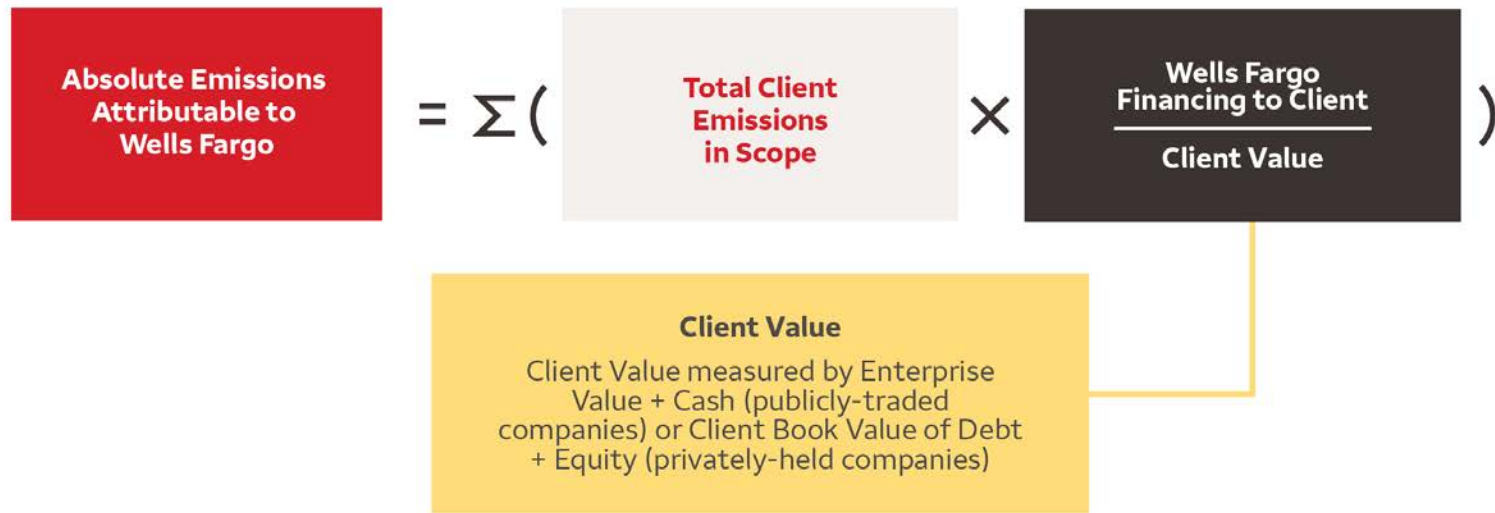 Absolute Emissions
Attributable to
Wells Fargo
= Σ (
Total Client
Emissions
in Scope
×
Wells Fargo
Financing to Client
Client Value
)
Client Value
Client Value measured by Enterprise
Value + Cash (publicly-traded
companies) or Client Book Value of Debt
+ Equity (privately-held companies)